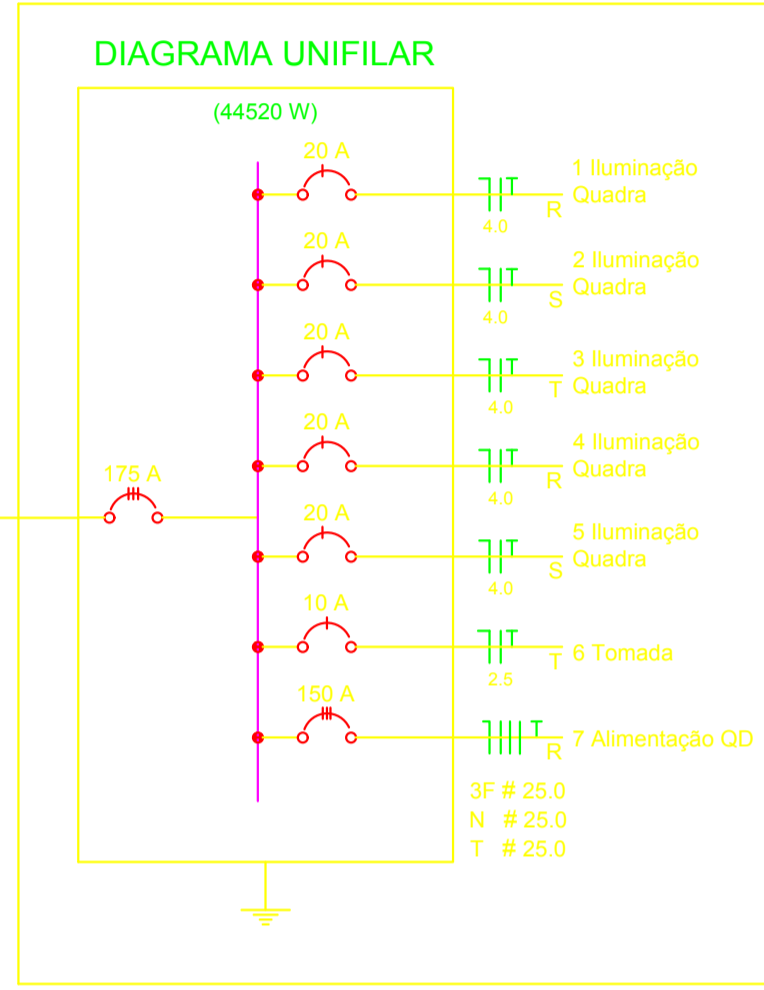 DIAGRAMA UNIFILAR
(44520 W)
20 A
1 Iluminação
Quadra
R
4.0
20 A
2 Iluminação
Quadra
S
4.0
20 A
3 Iluminação
Quadra
T
4.0
20 A
4 Iluminação
Quadra
R
4.0
175 A
20 A
5 Iluminação
Quadra
S
4.0
10 A
6 Tomada
T
2.5
150 A
7 Alimentação QD
R
3F # 25.0
N # 25.0
T # 25.0